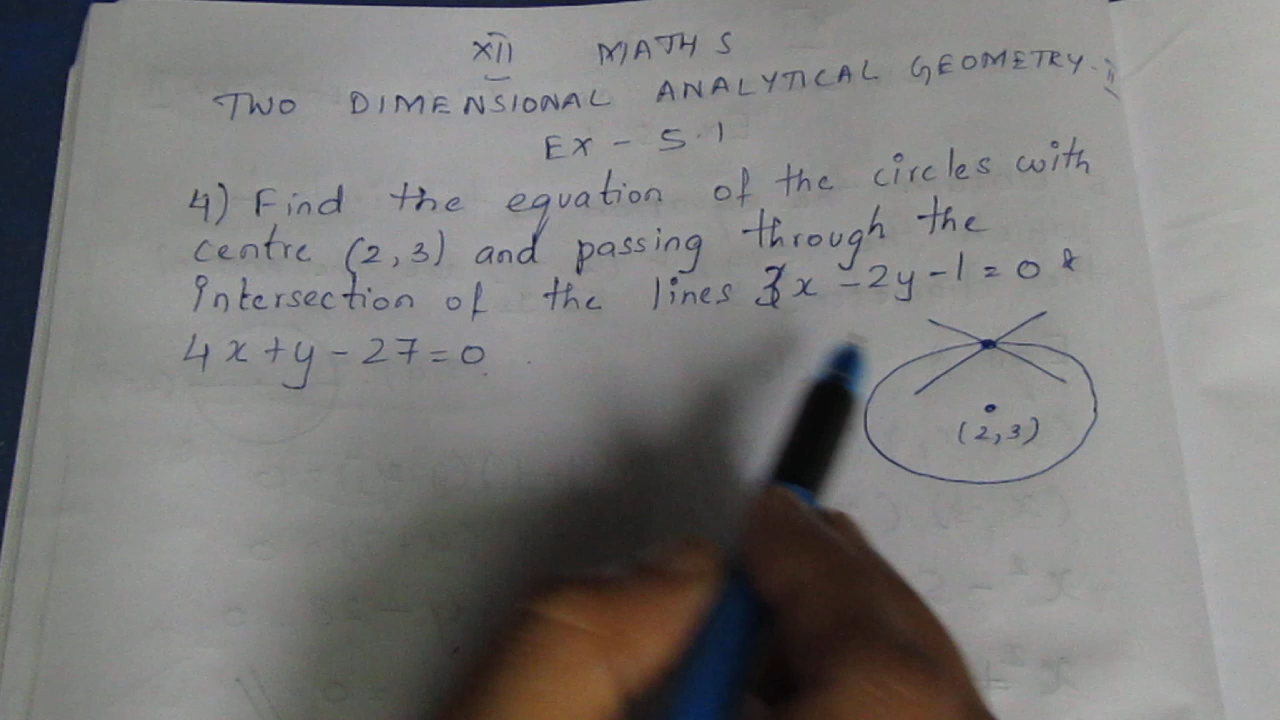 XII MATHS
TWO DIMENSIONAL ANALYTICAL GEOMETRY.
EX - 5.1
4) Find the equation of the circles with
centre (2,3) and passing through the
intersection of the lines 3x - 2y - 1 = 0 &
4x + y - 27 = 0
(2,3)